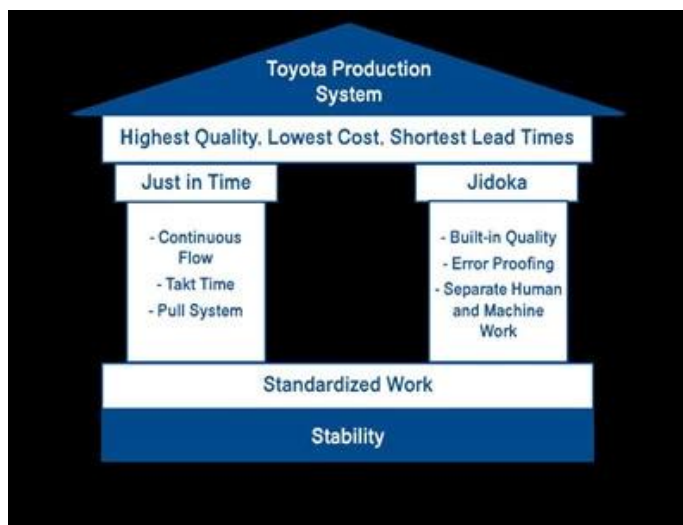 Toyota Production
System
Highest Quality, Lowest Cost, Shortest Lead Times
Just in Time
- Continuous
Flow
- Takt Time
- Pull System
Jidoka
- Built-in Quality
- Error Proofing
- Separate Human
and Machine
Work
Standardized Work
Stability